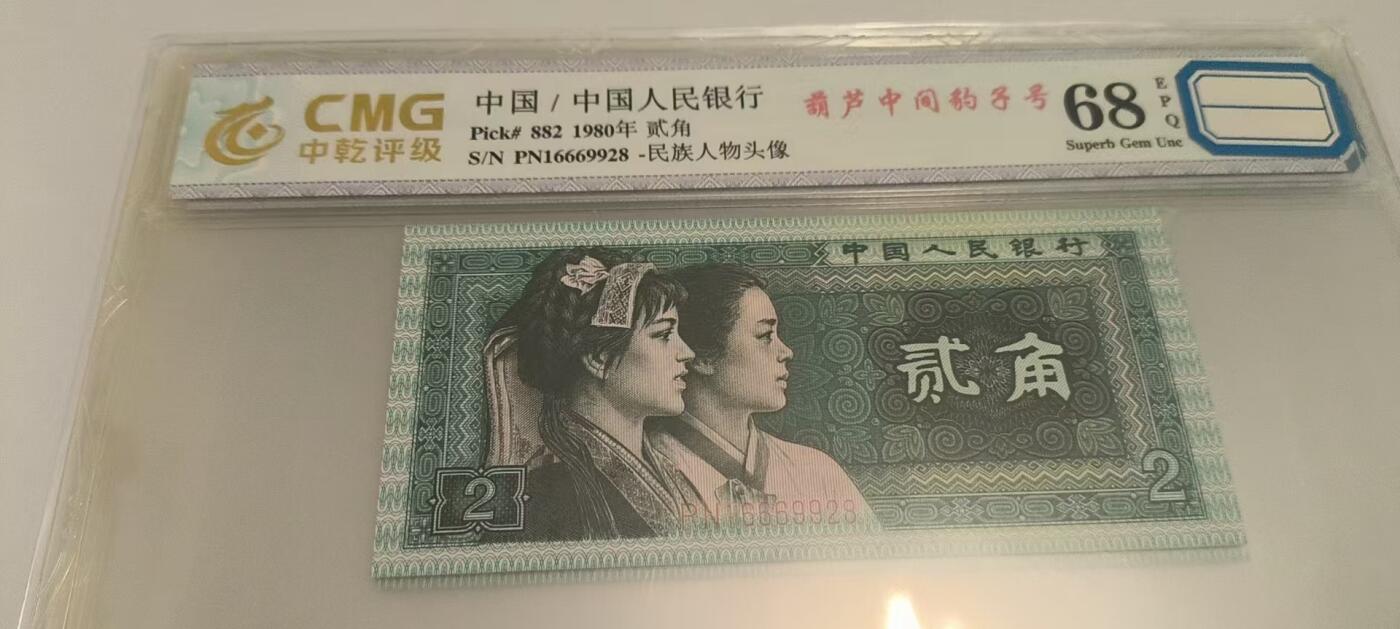 CMG
中乾评级
中国 / 中国人民银行
Pick# 882 1980年 贰角
S/N PN16669928 -民族人物头像
葫芦中间豹子号
68
EPQ
Superb Gem Unc
中国人民银行
贰角
2
2
PN16669928